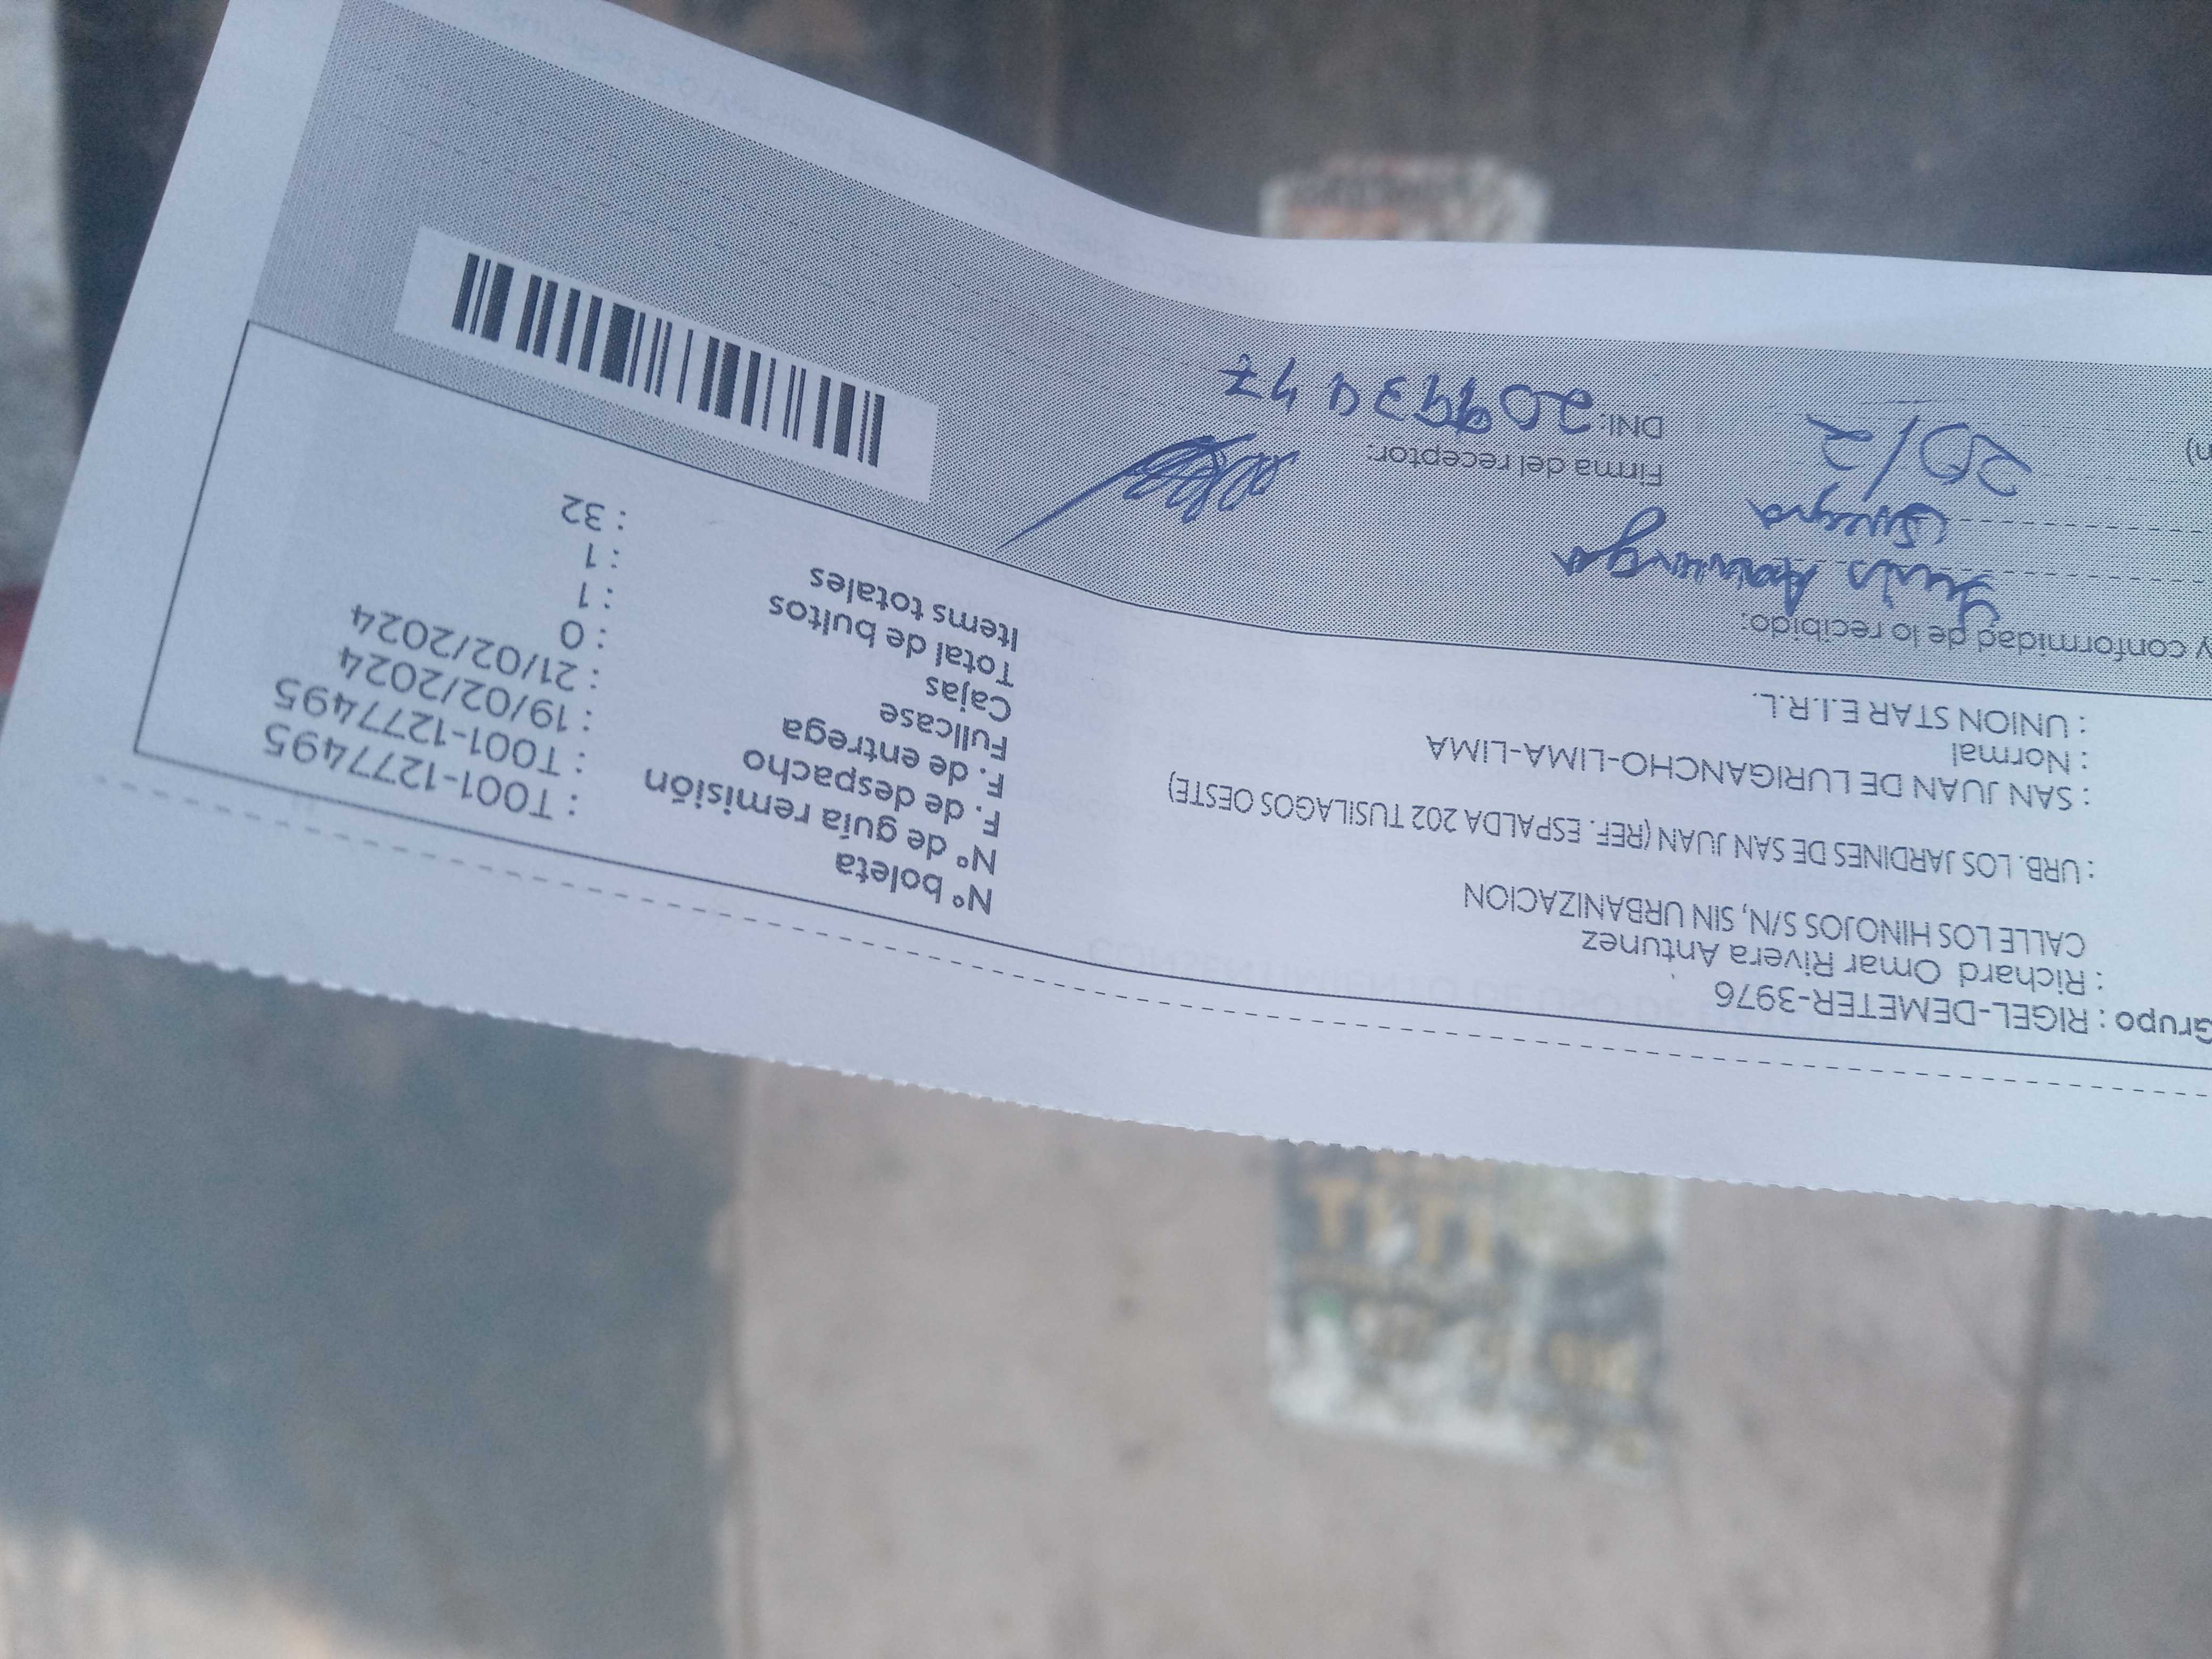 Grupo : RIGEL-DEMETER-3976
: Richard Omar Rivera Antunez
CALLE LOS HINOJOS S/N, SIN URBANIZACION
: URB. LOS JARDINES DE SAN JUAN (REF. ESPALDA 202 TUSILAGOS OESTE)
: SAN JUAN DE LURIGANCHO-LIMA-LIMA
: Normal
: UNION STAR E.I.R.L.
N° boleta : T001-1277495
N° de guía remisión : T001-1277495
F. de despacho : 19/02/2024
F. de entrega : 21/02/2024
Fullcase : 0
Cajas : 1
Total de bultos : 1
Items totales : 32
y conformidad de lo recibido:
Luis
Suegro
20/2
n)
Firma del receptor:
DNI:
TITI